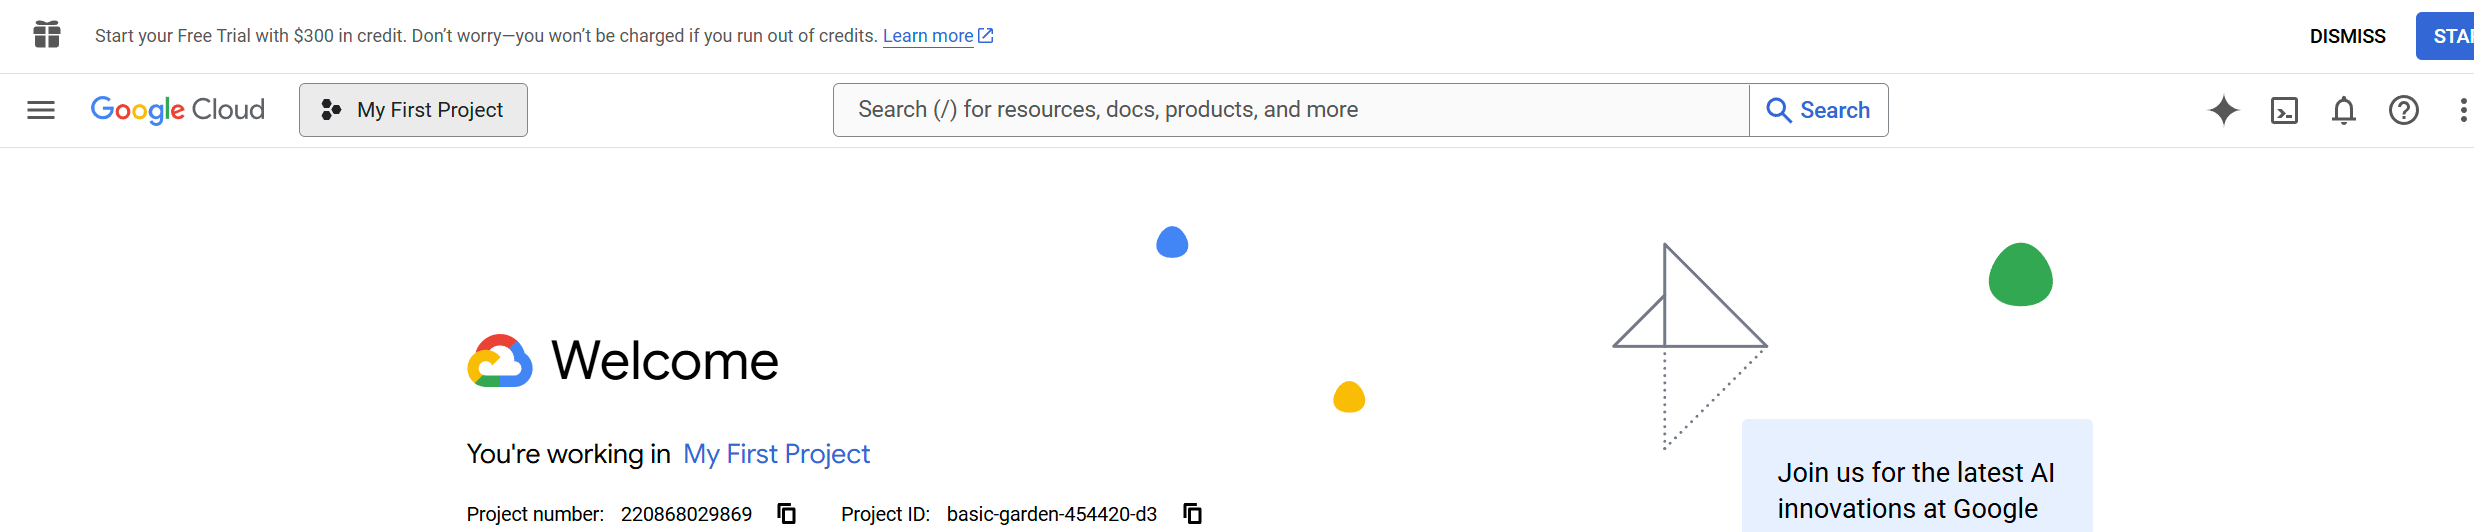 Start your Free Trial with $300 in credit. Don’t worry—you won’t be charged if you run out of credits. Learn more
DISMISS
Google Cloud
My First Project
Search (/) for resources, docs, products, and more
Search
Welcome
You're working in My First Project
Project number: 220868029869
Project ID: basic-garden-454420-d3
Join us for the latest AI
innovations at Google